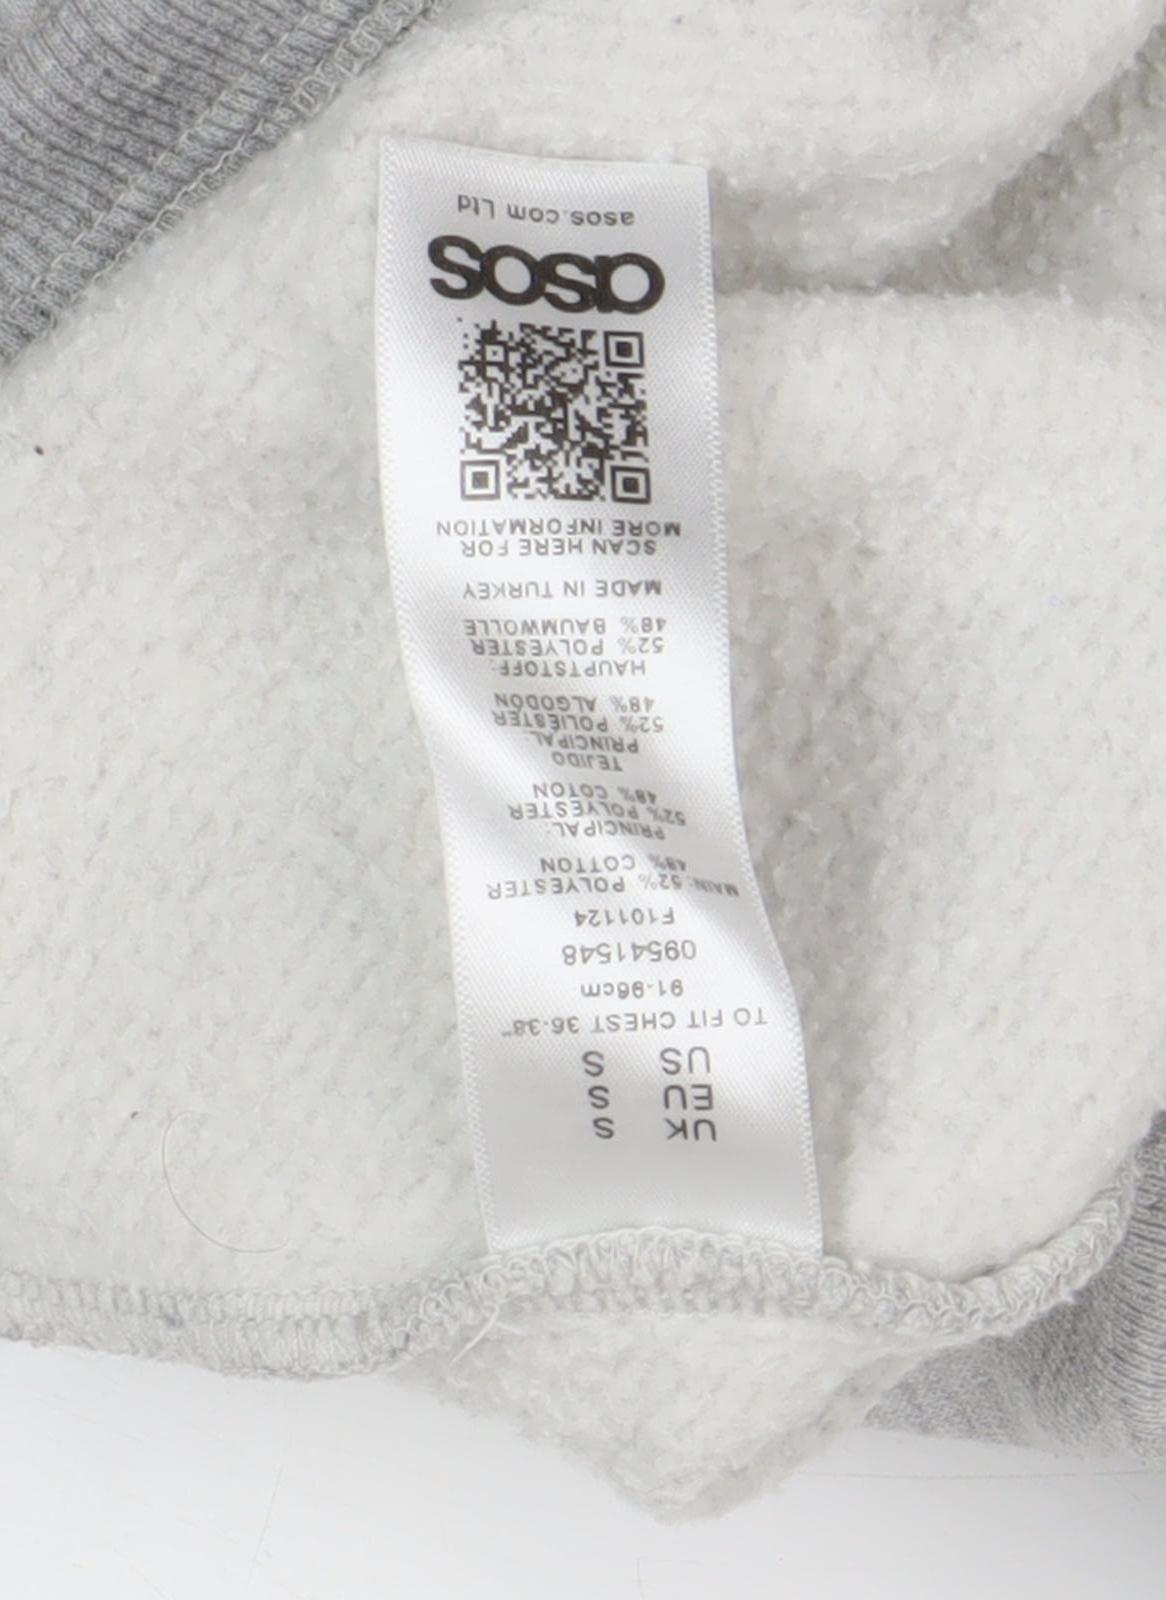 UK S
EU S
US S
TO FIT CHEST 36-38"
91-96cm
09541548
F101124
MAIN: 52% POLYESTER
48% COTTON
PRINCIPAL:
52% POLYESTER
48% COTON
TEJIDO
PRINCIPAL:
52% POLIÉSTER
48% ALGODÓN
HAUPTSTOFF:
52% POLYESTER
48% BAUMWOLLE
MADE IN TURKEY
SCAN HERE FOR
MORE INFORMATION
asos
asos.com Ltd